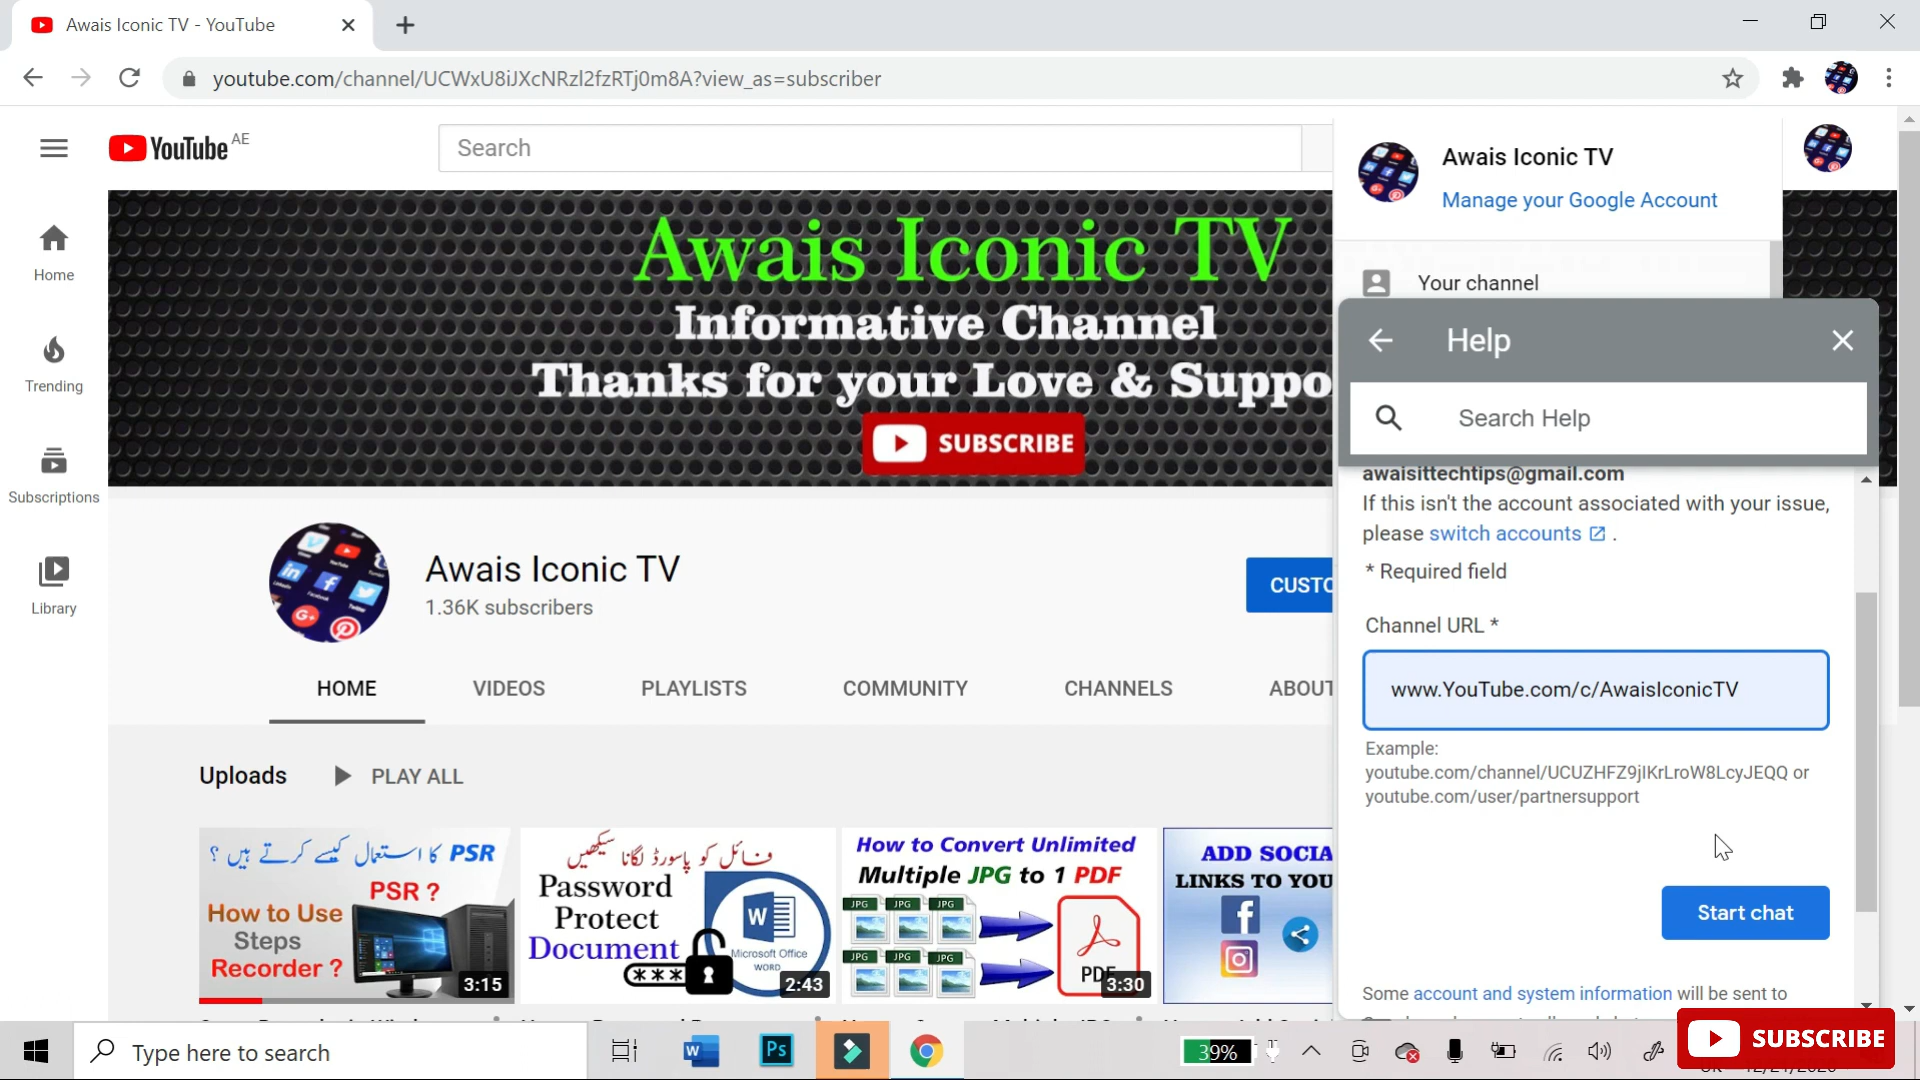 Awais Iconic TV - YouTube
youtube.com/channel/UCWxU8iJXcNRzl2fzRTj0m8A?view_as=subscriber
YouTube AE
Search
Awais Iconic TV
Manage your Google Account
Your channel
Home
Trending
Subscriptions
Library
Awais Iconic TV
Informative Channel
Thanks for your Love & Suppo
SUBSCRIBE
Awais Iconic TV
1.36K subscribers
CUSTO
HOME
VIDEOS
PLAYLISTS
COMMUNITY
CHANNELS
ABOUT
Uploads
PLAY ALL
PSR کا استعمال کیسے کرتے ہیں ؟
PSR ?
How to Use
Steps
Recorder ?
3:15
فائل کو پاسورڈ لگانا سیکھیں
Password
Protect
Document
Microsoft Office
WORD
***
2:43
How to Convert Unlimited
Multiple JPG to 1 PDF
JPG JPG JPG
JPG JPG JPG
PDF
3:30
ADD SOCIA
LINKS TO YOU
Help
Search Help
awaisittechtips@gmail.com
If this isn't the account associated with your issue,
please switch accounts .
* Required field
Channel URL *
www.YouTube.com/c/AwaisIconicTV
Example:
youtube.com/channel/UCUZHFZ9jIKrLroW8LcyJEQQ or
youtube.com/user/partnersupport
Start chat
Some account and system information will be sent to
Type here to search
39%
SUBSCRIBE